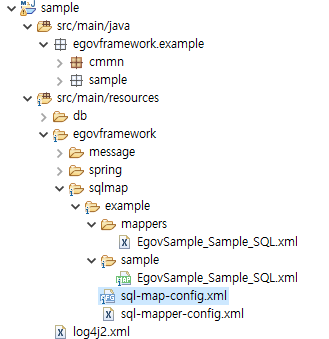 sample
src/main/java
egovframework.example
cmmn
sample
src/main/resources
db
egovframework
message
spring
sqlmap
example
mappers
EgovSample_Sample_SQL.xml
sample
EgovSample_Sample_SQL.xml
sql-map-config.xml
sql-mapper-config.xml
log4j2.xml